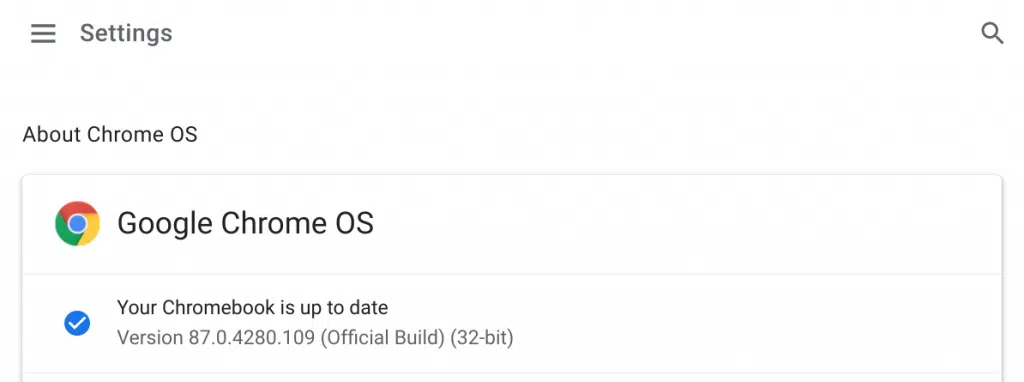 Settings
About Chrome OS
Google Chrome OS
Your Chromebook is up to date
Version 87.0.4280.109 (Official Build) (32-bit)